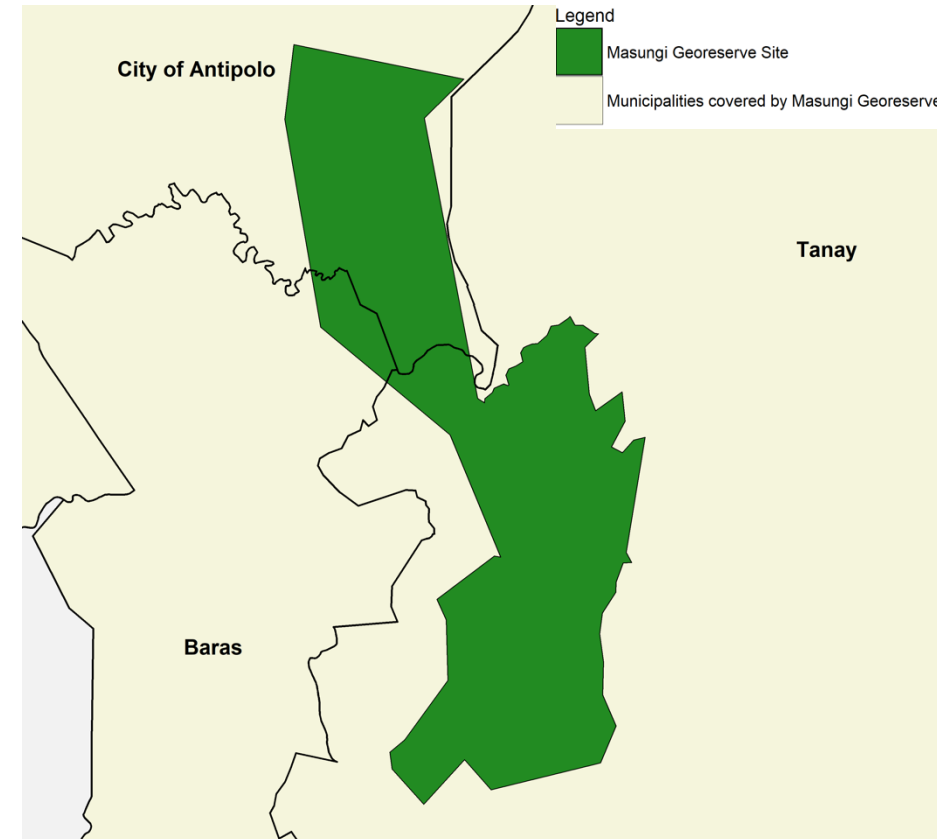 Legend
Masungi Georeserve Site
Municipalities covered by Masungi Georeserve
City of Antipolo
Tanay
Baras